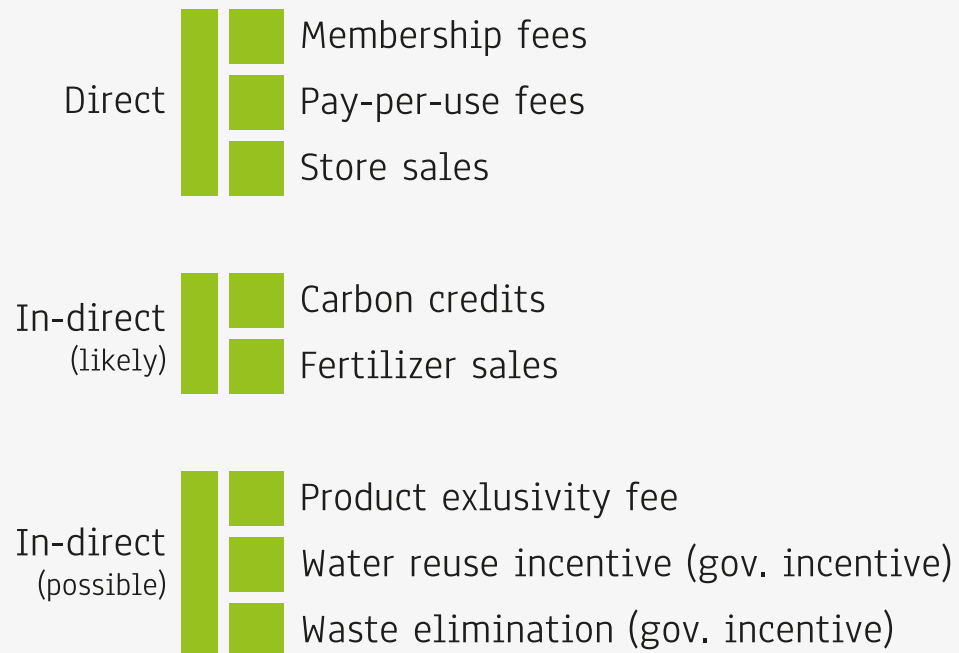 Direct
Membership fees
Pay-per-use fees
Store sales
In-direct
(likely)
Carbon credits
Fertilizer sales
In-direct
(possible)
Product exlusivity fee
Water reuse incentive (gov. incentive)
Waste elimination (gov. incentive)